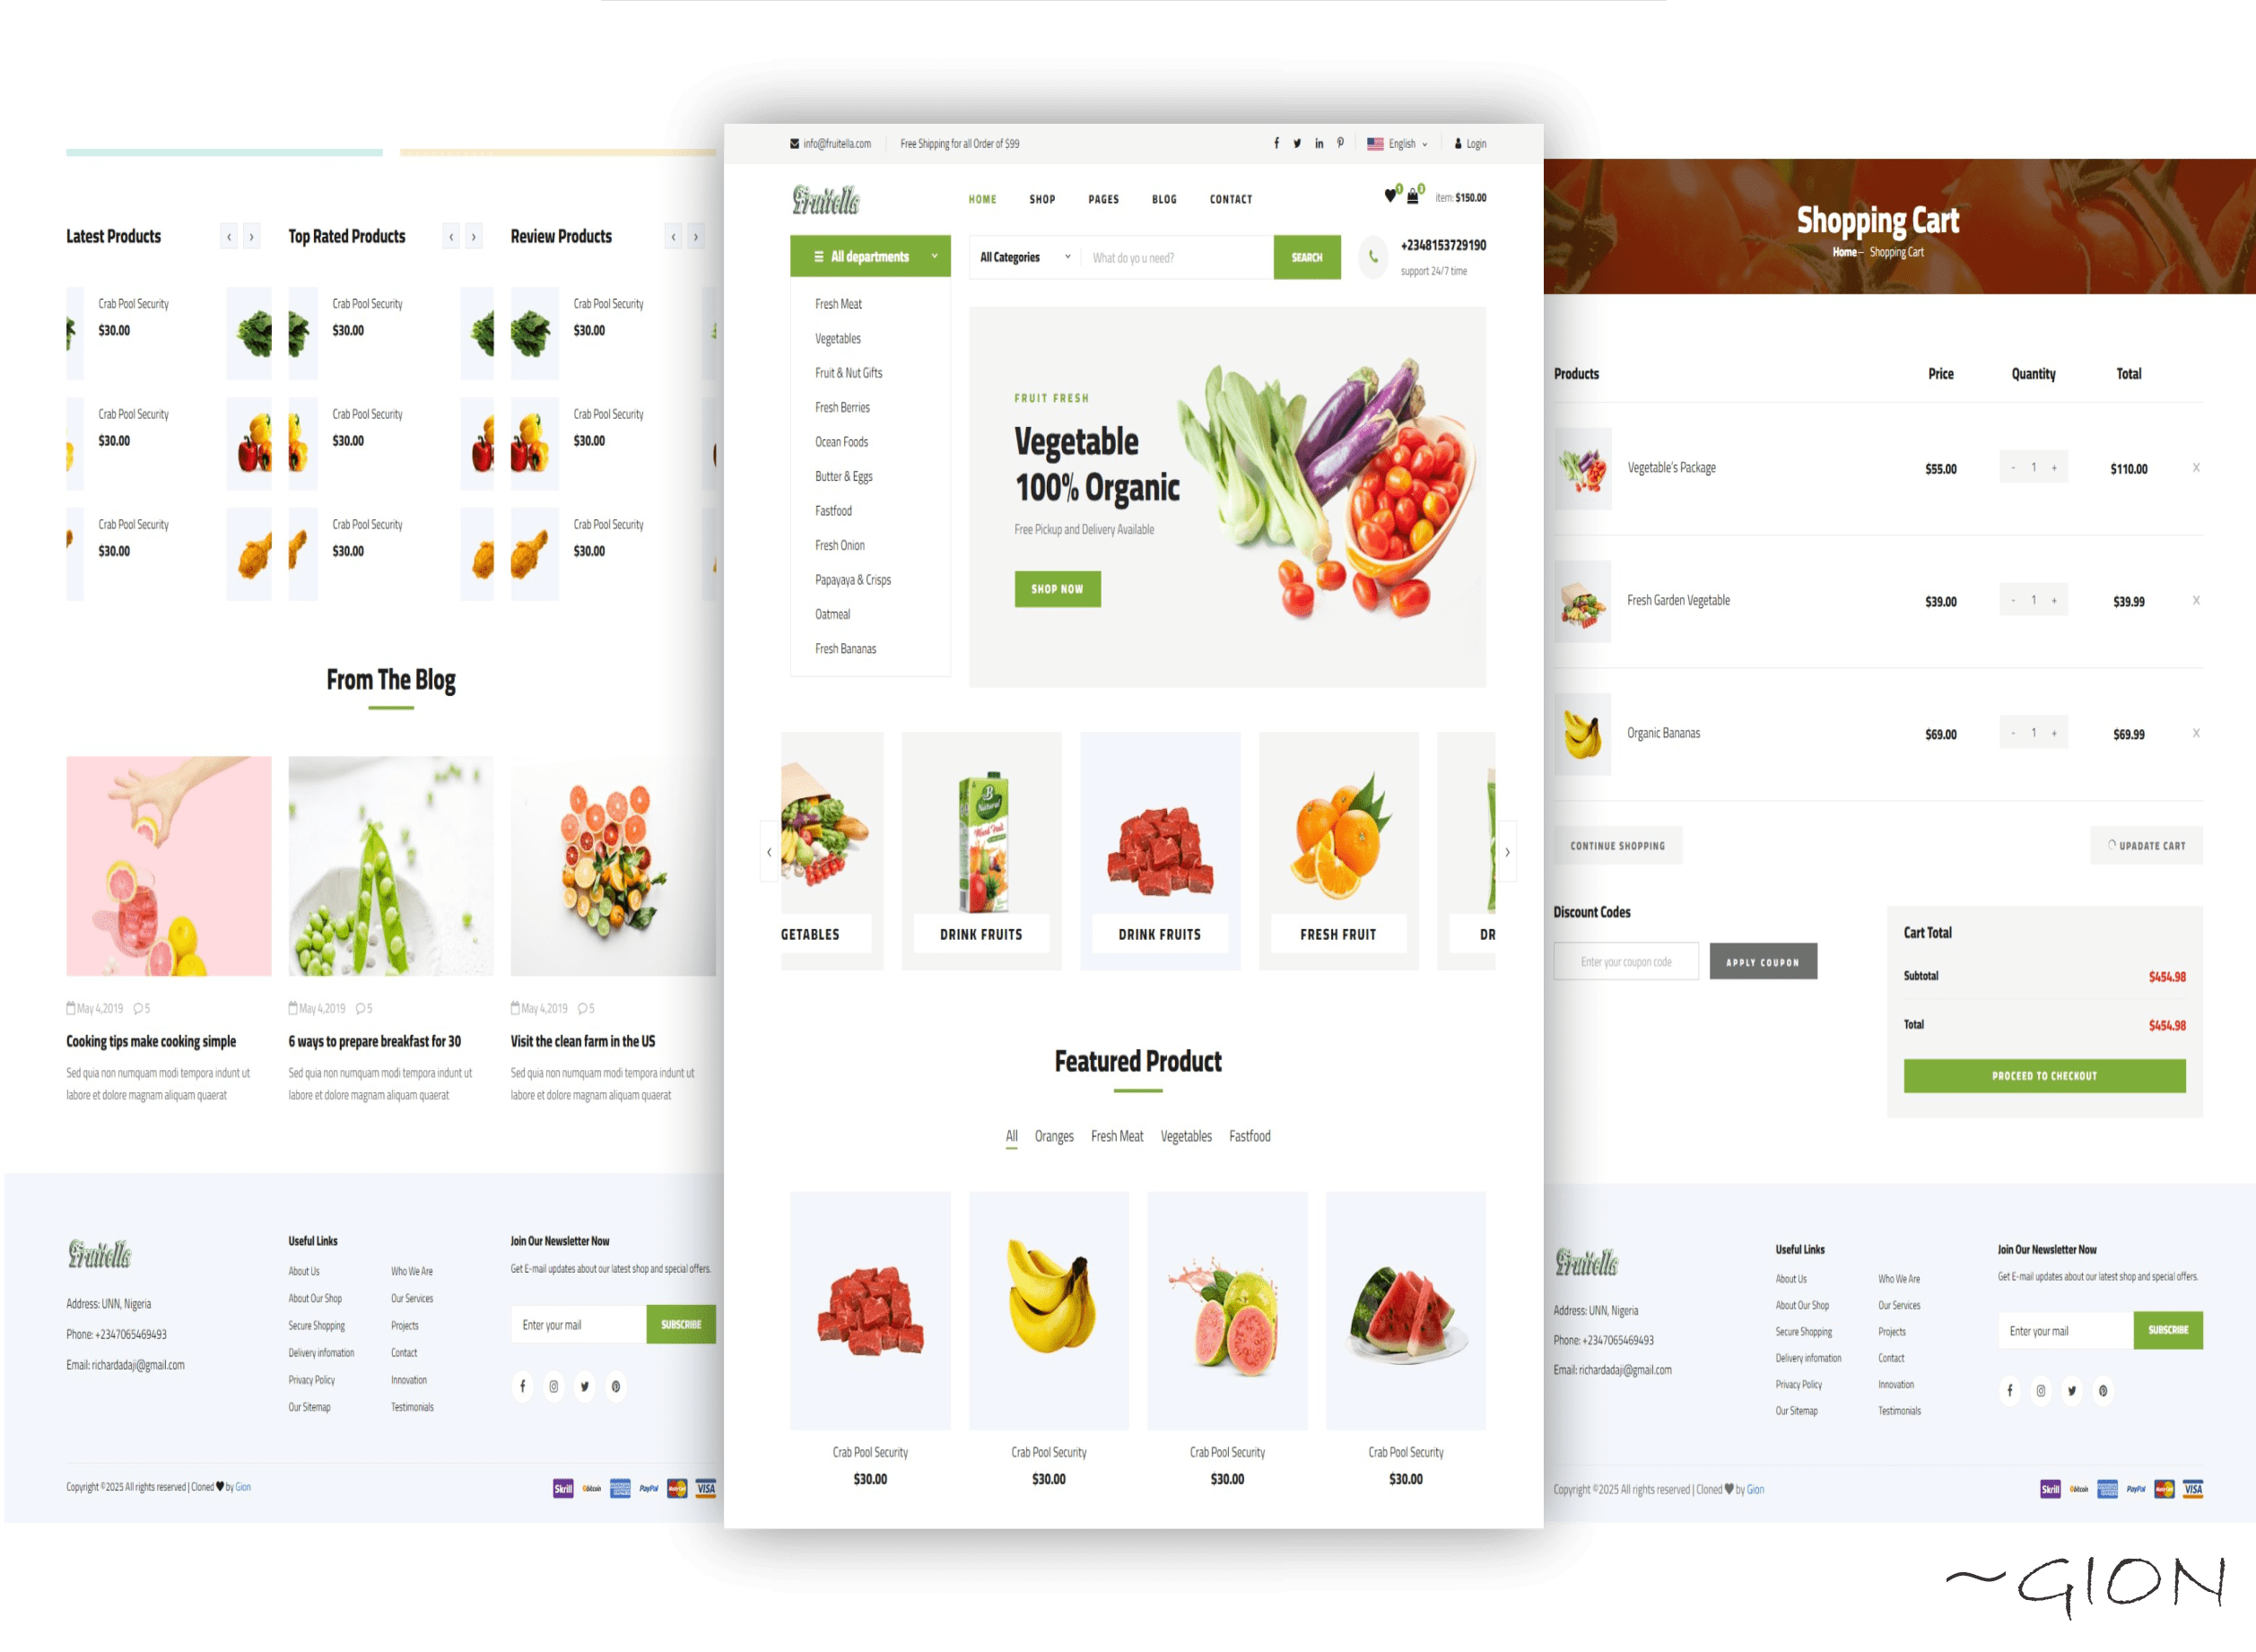 Latest Products
Top Rated Products
Review Products
Crab Pool Security
$30.00
Crab Pool Security
$30.00
Crab Pool Security
$30.00
Crab Pool Security
$30.00
Crab Pool Security
$30.00
Crab Pool Security
$30.00
Crab Pool Security
$30.00
Crab Pool Security
$30.00
Crab Pool Security
$30.00
From The Blog
May 4,2019 5
Cooking tips make cooking simple
Sed quia non numquam modi tempora indunt ut
labore et dolore magnam aliquam quaerat
May 4,2019 5
6 ways to prepare breakfast for 30
Sed quia non numquam modi tempora indunt ut
labore et dolore magnam aliquam quaerat
May 4,2019 5
Visit the clean farm in the US
Sed quia non numquam modi tempora indunt ut
labore et dolore magnam aliquam quaerat
Fruitella
Address: UNN, Nigeria
Phone: +2347065469493
Email: richardadaji@gmail.com
Useful Links
About Us
About Our Shop
Secure Shopping
Delivery infomation
Privacy Policy
Our Sitemap
Who We Are
Our Services
Projects
Contact
Innovation
Testimonials
Join Our Newsletter Now
Get E-mail updates about our latest shop and special offers.
Enter your mail
SUBSCRIBE
Copyright ©2025 All rights reserved | Cloned by Gion
Skrill bitcoin PayPal MasterCard VISA
info@fruitella.com
Free Shipping for all Order of $99
English
Login
Fruitella
HOME SHOP PAGES BLOG CONTACT
1 3 item: $150.00
All departments
All Categories
What do yo u need?
SEARCH
+2348153729190
support 24/7 time
Fresh Meat
Vegetables
Fruit & Nut Gifts
Fresh Berries
Ocean Foods
Butter & Eggs
Fastfood
Fresh Onion
Papayaya & Crisps
Oatmeal
Fresh Bananas
FRUIT FRESH
Vegetable
100% Organic
Free Pickup and Delivery Available
SHOP NOW
B
Natural
Mixed Fruit
GETABLES
DRINK FRUITS
DRINK FRUITS
FRESH FRUIT
DR
Featured Product
All Oranges Fresh Meat Vegetables Fastfood
Crab Pool Security
$30.00
Crab Pool Security
$30.00
Crab Pool Security
$30.00
Crab Pool Security
$30.00
Shopping Cart
Home – Shopping Cart
Products Price Quantity Total
Vegetable's Package $55.00 - 1 + $110.00 X
Fresh Garden Vegetable $39.00 - 1 + $39.99 X
Organic Bananas $69.00 - 1 + $69.99 X
CONTINUE SHOPPING
UPADATE CART
Discount Codes
Enter your coupon code
APPLY COUPON
Cart Total
Subtotal $454.98
Total $454.98
PROCEED TO CHECKOUT
Fruitella
Address: UNN, Nigeria
Phone: +2347065469493
Email: richardadaji@gmail.com
Useful Links
About Us
About Our Shop
Secure Shopping
Delivery infomation
Privacy Policy
Our Sitemap
Who We Are
Our Services
Projects
Contact
Innovation
Testimonials
Join Our Newsletter Now
Get E-mail updates about our latest shop and special offers.
Enter your mail
SUBSCRIBE
Copyright ©2025 All rights reserved | Cloned by Gion
Skrill bitcoin PayPal MasterCard VISA
~GION